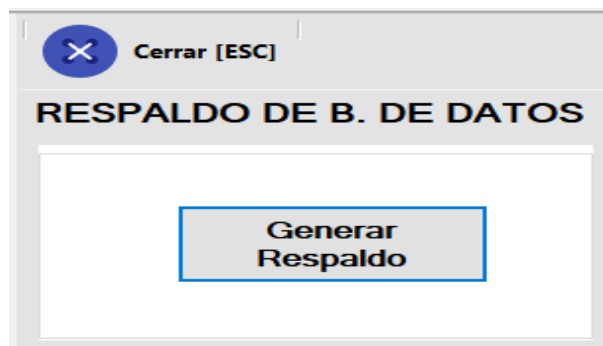 Cerrar [ESC]
RESPALDO DE B. DE DATOS
Generar
Respaldo